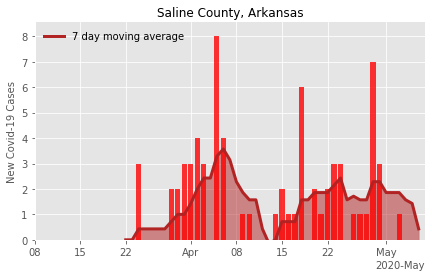 Saline County, Arkansas
7 day moving average
New Covid-19 Cases
8
7
6
5
4
3
2
1
0
08 15 22 Apr 08 15 22 May
2020-May